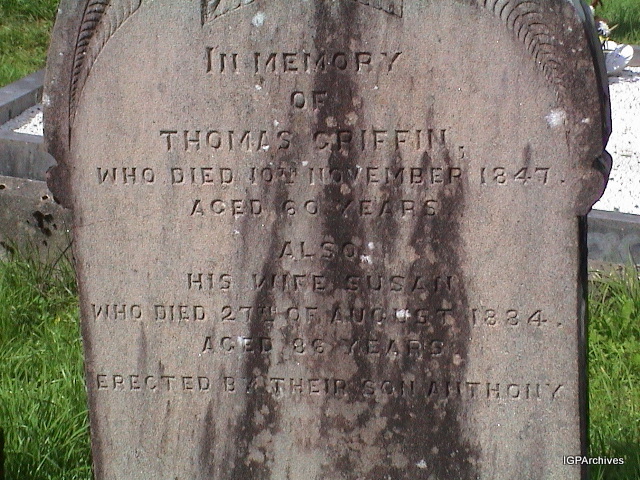 IN MEMORY
OF
THOMAS GRIFFIN,
WHO DIED 10TH NOVEMBER 1847.
AGED 60 YEARS
ALSO
HIS WIFE SUSAN
WHO DIED 27TH OF AUGUST 1884.
AGED YEARS
ERECTED BY THEIR SON ANTHONY
IGPArchives